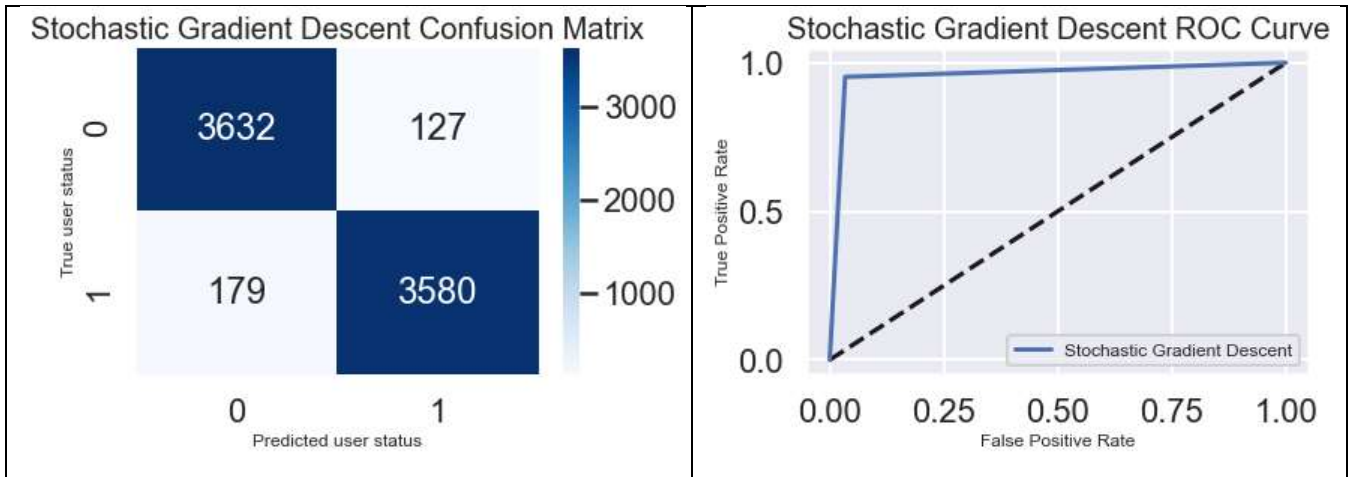 Stochastic Gradient Descent Confusion Matrix
True user status
0
1
3632
127
179
3580
0
1
Predicted user status
3000
2000
1000
Stochastic Gradient Descent ROC Curve
True Positive Rate
1.0
0.5
0.0
Stochastic Gradient Descent
0.00 0.25 0.50 0.75 1.00
False Positive Rate